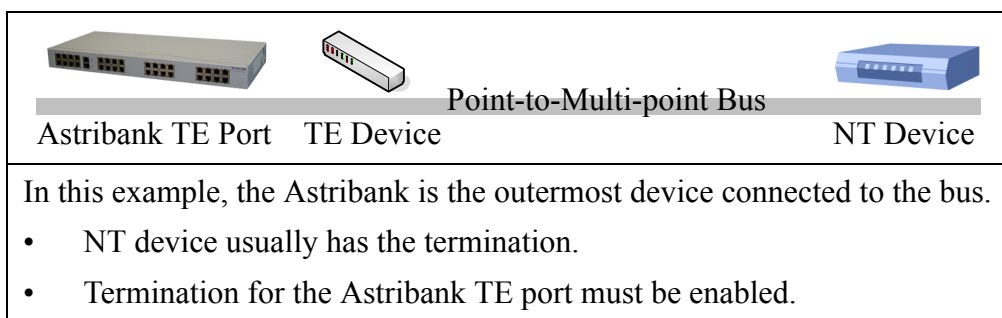 Point-to-Multi-point Bus
Astribank TE Port TE Device NT Device
In this example, the Astribank is the outermost device connected to the bus.
• NT device usually has the termination.
• Termination for the Astribank TE port must be enabled.